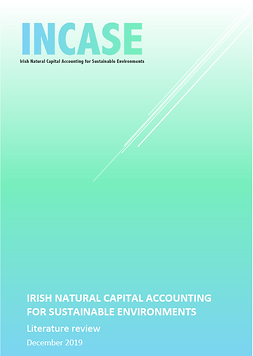 INCASE
Irish Natural Capital Accounting for Sustainable Environments
IRISH NATURAL CAPITAL ACCOUNTING
FOR SUSTAINABLE ENVIRONMENTS
Literature review
December 2019